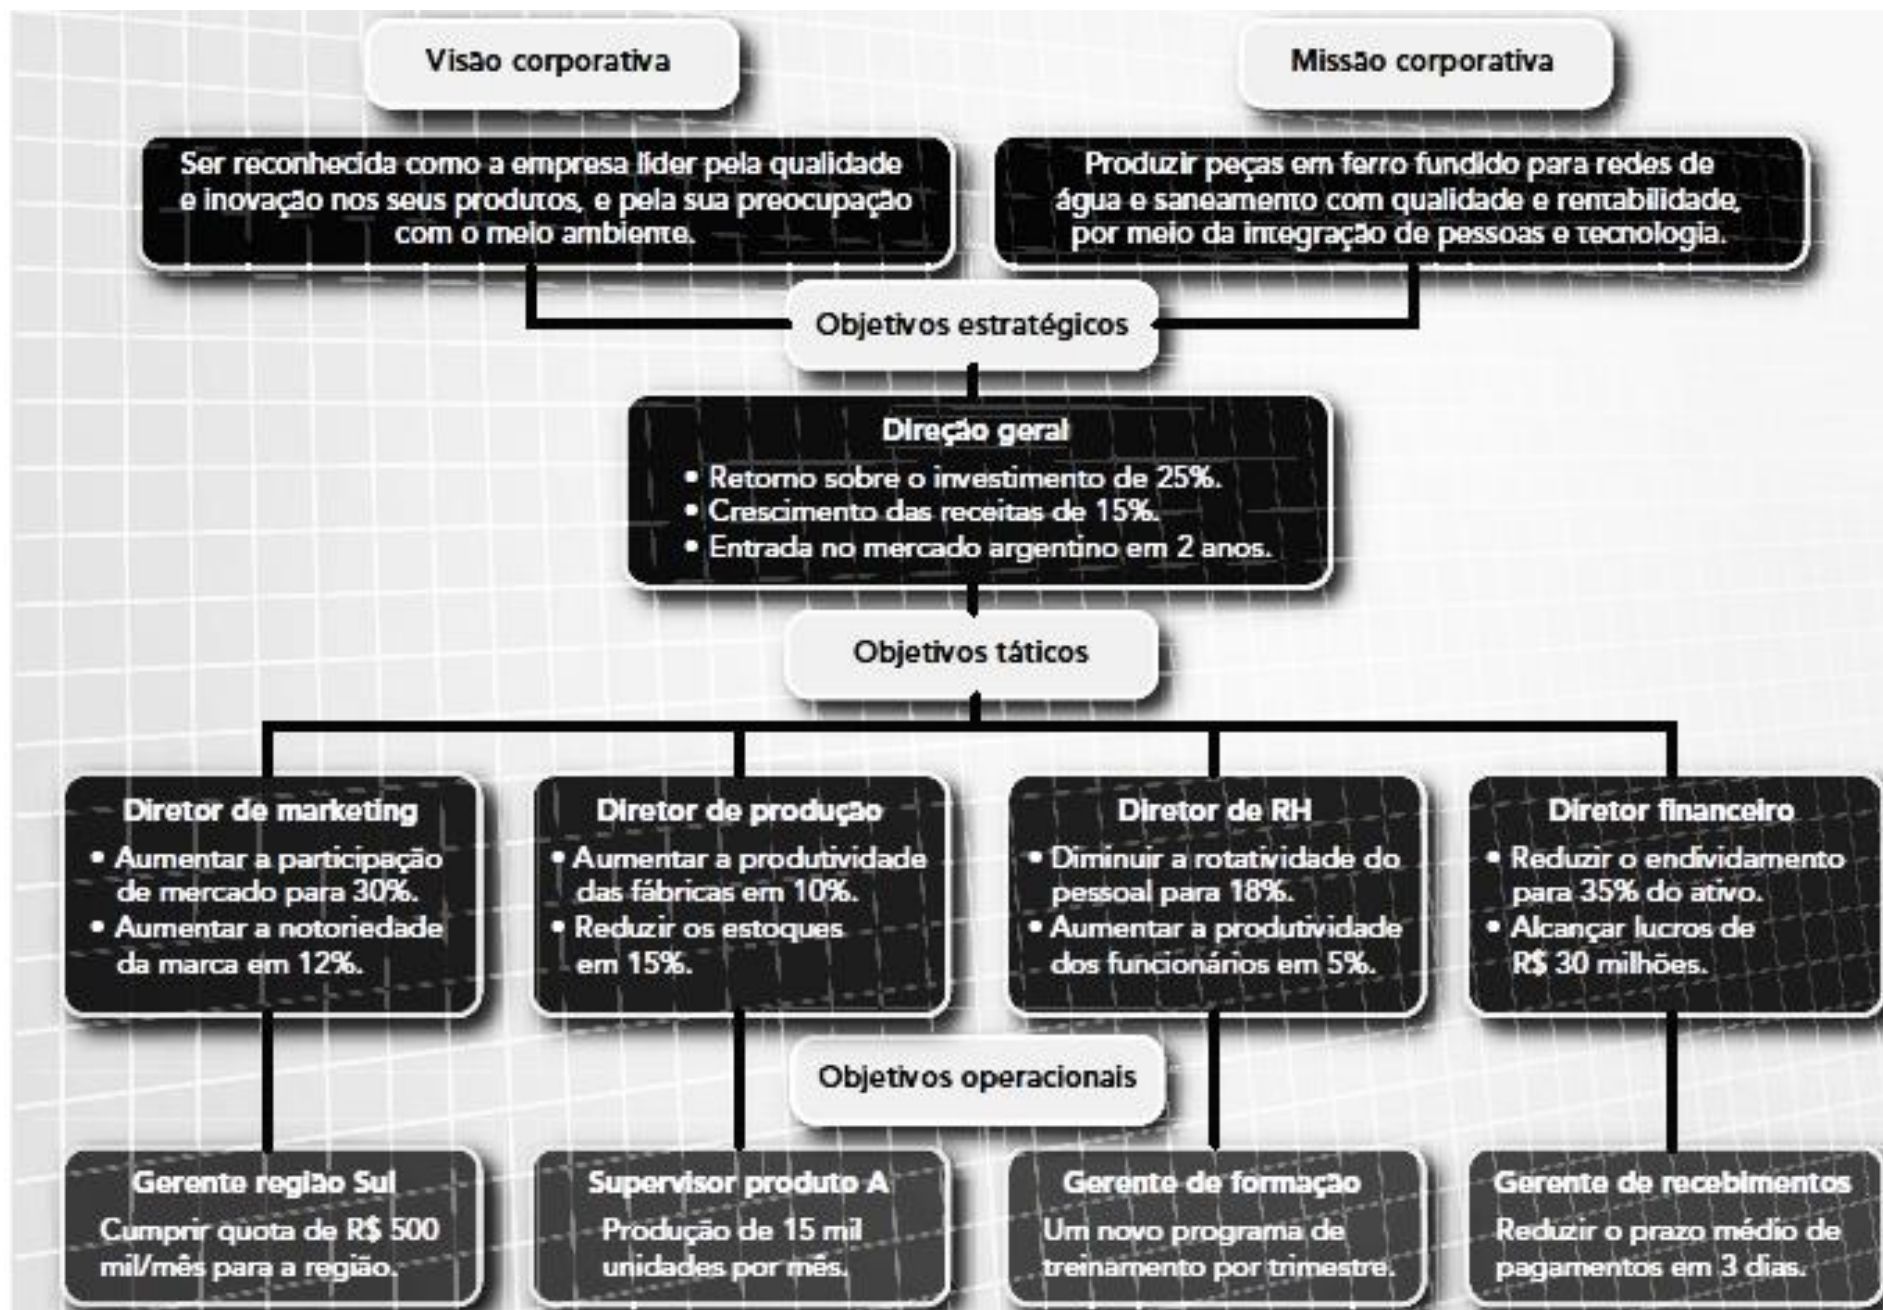 Visão corporativa
Missão corporativa
Ser reconhecida como a empresa líder pela qualidade
e inovação nos seus produtos, e pela sua preocupação
com o meio ambiente.
Produzir peças em ferro fundido para redes de
água e saneamento com qualidade e rentabilidade,
por meio da integração de pessoas e tecnologia.
Objetivos estratégicos
Direção geral
• Retorno sobre o investimento de 25%.
• Crescimento das receitas de 15%.
• Entrada no mercado argentino em 2 anos.
Objetivos táticos
Diretor de marketing
• Aumentar a participação
de mercado para 30%.
• Aumentar a notoriedade
da marca em 12%.
Diretor de produção
• Aumentar a produtividade
das fábricas em 10%.
• Reduzir os estoques
em 15%.
Diretor de RH
• Diminuir a rotatividade do
pessoal para 18%.
• Aumentar a produtividade
dos funcionários em 5%.
Diretor financeiro
• Reduzir o endividamento
para 35% do ativo.
• Alcançar lucros de
R$ 30 milhões.
Objetivos operacionais
Gerente região Sul
Cumprir quota de R$ 500
mil/mês para a região.
Supervisor produto A
Produção de 15 mil
unidades por mês.
Gerente de formação
Um novo programa de
treinamento por trimestre.
Gerente de recebimentos
Reduzir o prazo médio de
pagamentos em 3 dias.